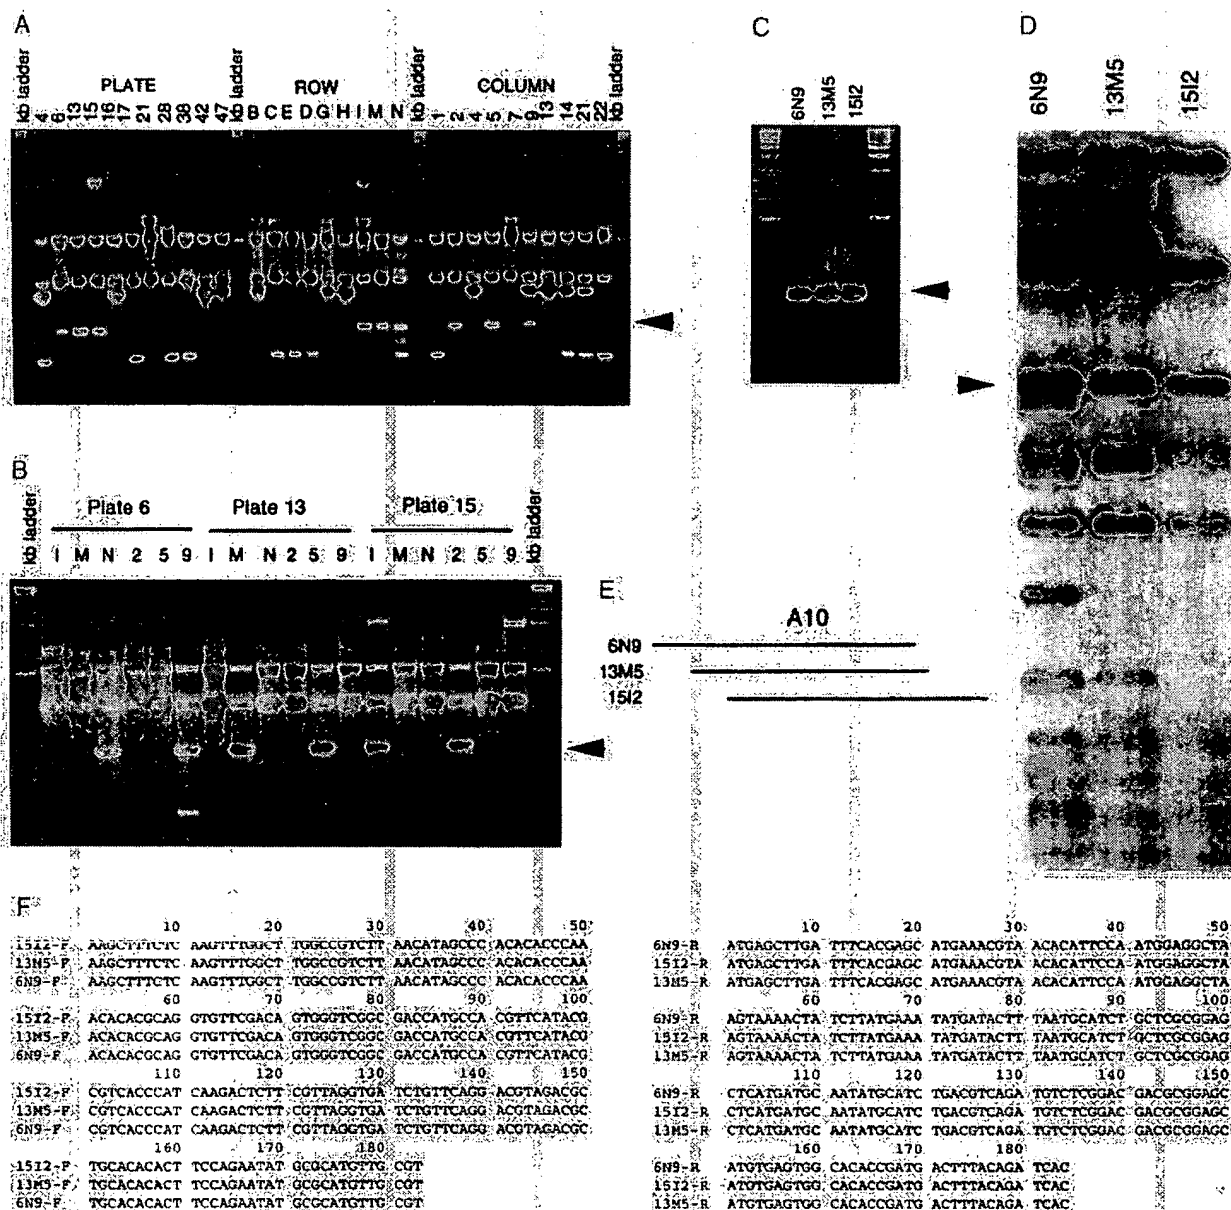 A
PLATE ROW COLUMN
kb ladder 4 6 13 15 16 17 21 28 38 42 47 kb ladder B C E D G H I M N kb ladder 1 2 4 5 7 9 13 14 21 22 kb ladder
C
6N9 13M5 15I2
D
6N9 13M5 15I2
B
kb ladder Plate 6 Plate 13 Plate 15 kb ladder
I M N 2 5 9 I M N 2 5 9 I M N 2 5 9
E
A10
6N9
13M5
15I2
F
10 20 30 40 50
15I2-F AAGCTTTCTC AAGTTTGGCT TGGCCGTCTT AACATAGCCC ACACACCCAA
13M5-F AAGCTTTCTC AAGTTTGGCT TGGCCGTCTT AACATAGCCC ACACACCCAA
6N9-F AAGCTTTCTC AAGTTTGGCT TGGCCGTCTT AACATAGCCC ACACACCCAA
60 70 80 90 100
15I2-F ACACACGCAG GTGTTCGACA GTGGGTCGGC GACCATGCCA CGTTCATACG
13M5-F ACACACGCAG GTGTTCGACA GTGGGTCGGC GACCATGCCA CGTTCATACG
6N9-F ACACACGCAG GTGTTCGACA GTGGGTCGGC GACCATGCCA CGTTCATACG
110 120 130 140 150
15I2-F CGTCACCCAT CAAGACTCTT CGTTAGGTGA TCTGTTCAGG ACGTAGACGC
13M5-F CGTCACCCAT CAAGACTCTT CGTTAGGTGA TCTGTTCAGG ACGTAGACGC
6N9-F CGTCACCCAT CAAGACTCTT CGTTAGGTGA TCTGTTCAGG ACGTAGACGC
160 170 180
15I2-F TGCACACACT TCCAGAATAT GCGCATGTTG CGT
13M5-F TGCACACACT TCCAGAATAT GCGCATGTTG CGT
6N9-F TGCACACACT TCCAGAATAT GCGCATGTTG CGT
10 20 30 40 50
6N9-R ATGAGCTTGA TTTCACGAGC ATGAAACGTA ACACATTCCA ATGGAGGCTA
15I2-R ATGAGCTTGA TTTCACGAGC ATGAAACGTA ACACATTCCA ATGGAGGCTA
13M5-R ATGAGCTTGA TTTCACGAGC ATGAAACGTA ACACATTCCA ATGGAGGCTA
60 70 80 90 100
6N9-R AGTAAAACTA TCTTATGAAA TATGATACTT TAATGCATCT GCTCGCGGAG
15I2-R AGTAAAACTA TCTTATGAAA TATGATACTT TAATGCATCT GCTCGCGGAG
13M5-R AGTAAAACTA TCTTATGAAA TATGATACTT TAATGCATCT GCTCGCGGAG
110 120 130 140 150
6N9-R CTCATGATGC AATATGCATC TGACGTCAGA TGTCTCGGAC GACGCGGAGC
15I2-R CTCATGATGC AATATGCATC TGACGTCAGA TGTCTCGGAC GACGCGGAGC
13M5-R CTCATGATGC AATATGCATC TGACGTCAGA TGTCTCGGAC GACGCGGAGC
160 170 180
6N9-R ATGTGAGTGG CACACCGATG ACTTTACAGA TCAC
15I2-R ATGTGAGTGG CACACCGATG ACTTTACAGA TCAC
13M5-R ATGTGAGTGG CACACCGATG ACTTTACAGA TCAC